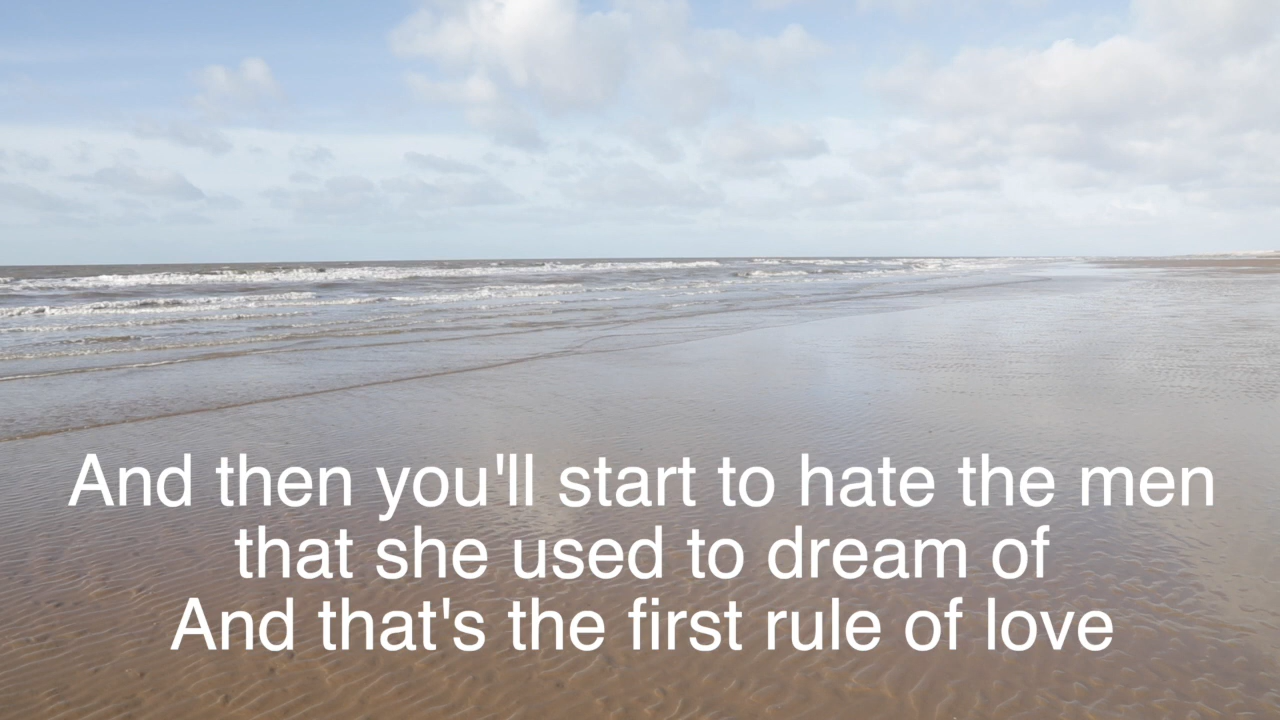 And then you'll start to hate the men
that she used to dream of
And that's the first rule of love